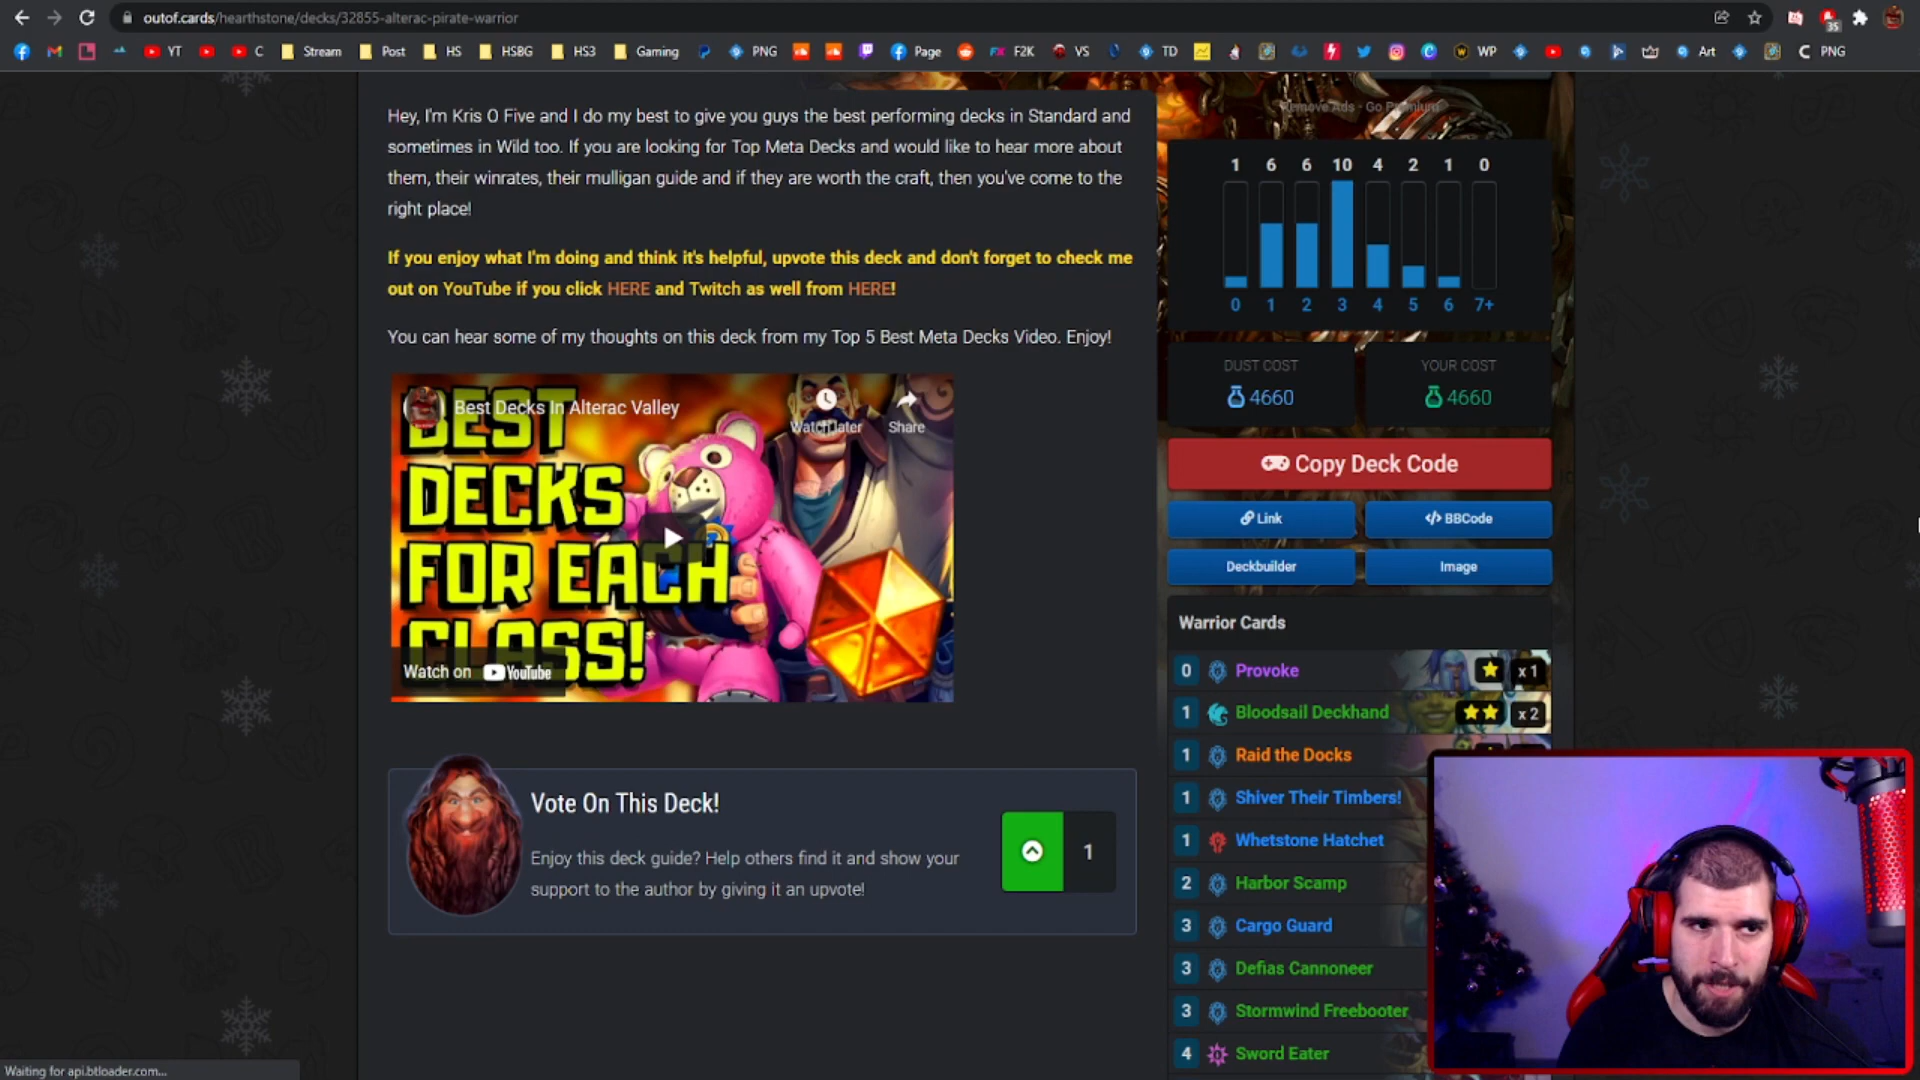 outof.cards/hearthstone/decks/32855-alterac-pirate-warrior
35
YT
C
Stream
Post
HS
HSBG
HS3
Gaming
PNG
Page
F2K
VS
TD
WP
Art
PNG
Hey, I'm Kris O Five and I do my best to give you guys the best performing decks in Standard and
sometimes in Wild too. If you are looking for Top Meta Decks and would like to hear more about
them, their winrates, their mulligan guide and if they are worth the craft, then you've come to the
right place!
If you enjoy what I'm doing and think it's helpful, upvote this deck and don't forget to check me
out on YouTube if you click HERE and Twitch as well from HERE!
You can hear some of my thoughts on this deck from my Top 5 Best Meta Decks Video. Enjoy!
Best Decks In Alterac Valley
Watch later
Share
BEST
DECKS
FOR EACH
CLASS!
Watch on YouTube
Vote On This Deck!
Enjoy this deck guide? Help others find it and show your
support to the author by giving it an upvote!
1
Remove Ads - Go Premium
1 6 6 10 4 2 1 0
0 1 2 3 4 5 6 7+
DUST COST
4660
YOUR COST
4660
Copy Deck Code
Link
BBCode
Deckbuilder
Image
Warrior Cards
0 Provoke x 1
1 Bloodsail Deckhand x 2
1 Raid the Docks
1 Shiver Their Timbers!
1 Whetstone Hatchet
2 Harbor Scamp
3 Cargo Guard
3 Defias Cannoneer
3 Stormwind Freebooter
4 Sword Eater
Waiting for api.btloader.com...